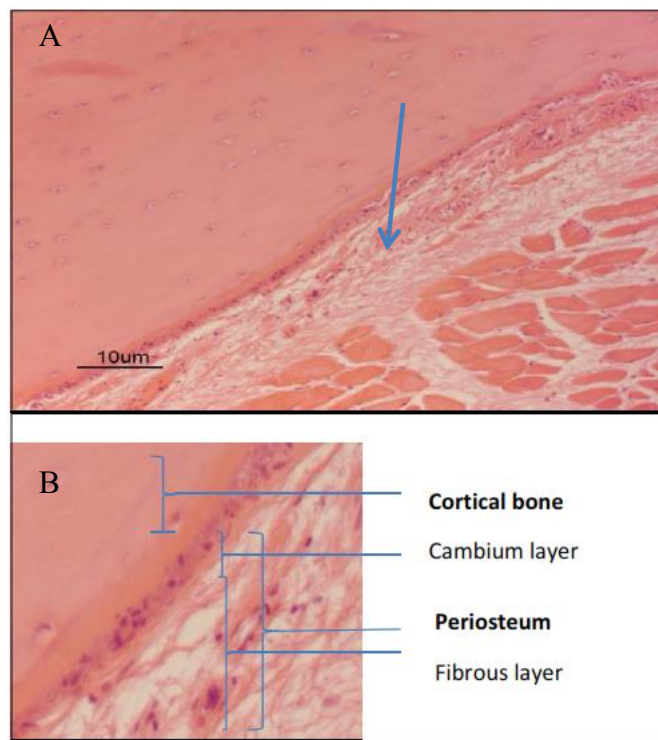 A
10um
B
Cortical bone
Cambium layer
Periosteum
Fibrous layer